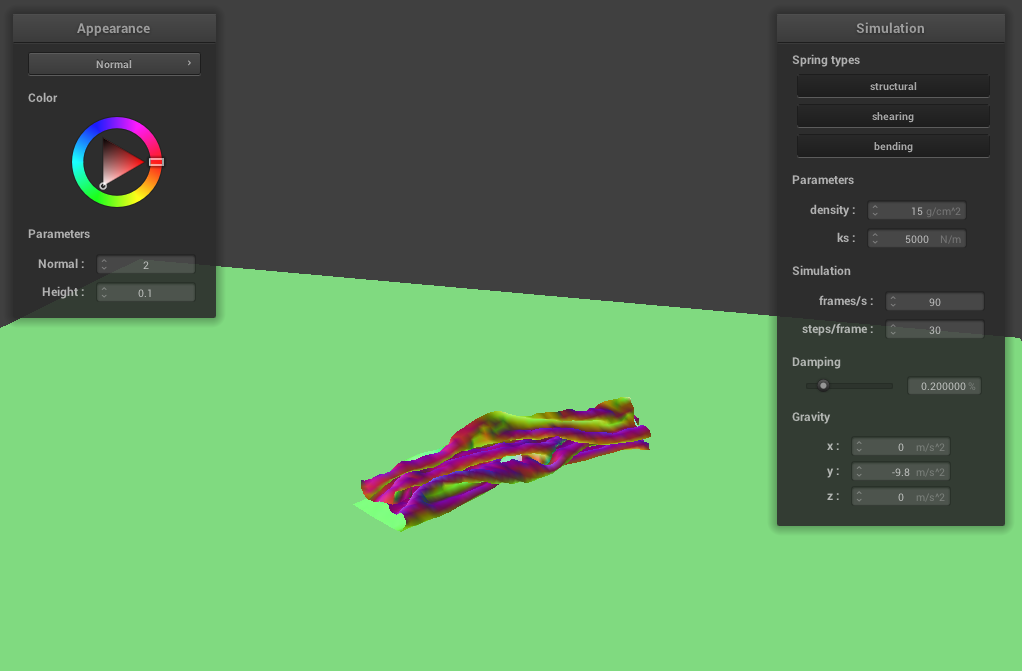 Appearance
Normal ›
Color
Parameters
Normal : 2
Height : 0.1
Simulation
Spring types
structural
shearing
bending
Parameters
density : 15 g/cm^2
ks : 5000 N/m
Simulation
frames/s : 90
steps/frame : 30
Damping
0.200000 %
Gravity
x : 0 m/s^2
y : -9.8 m/s^2
z : 0 m/s^2